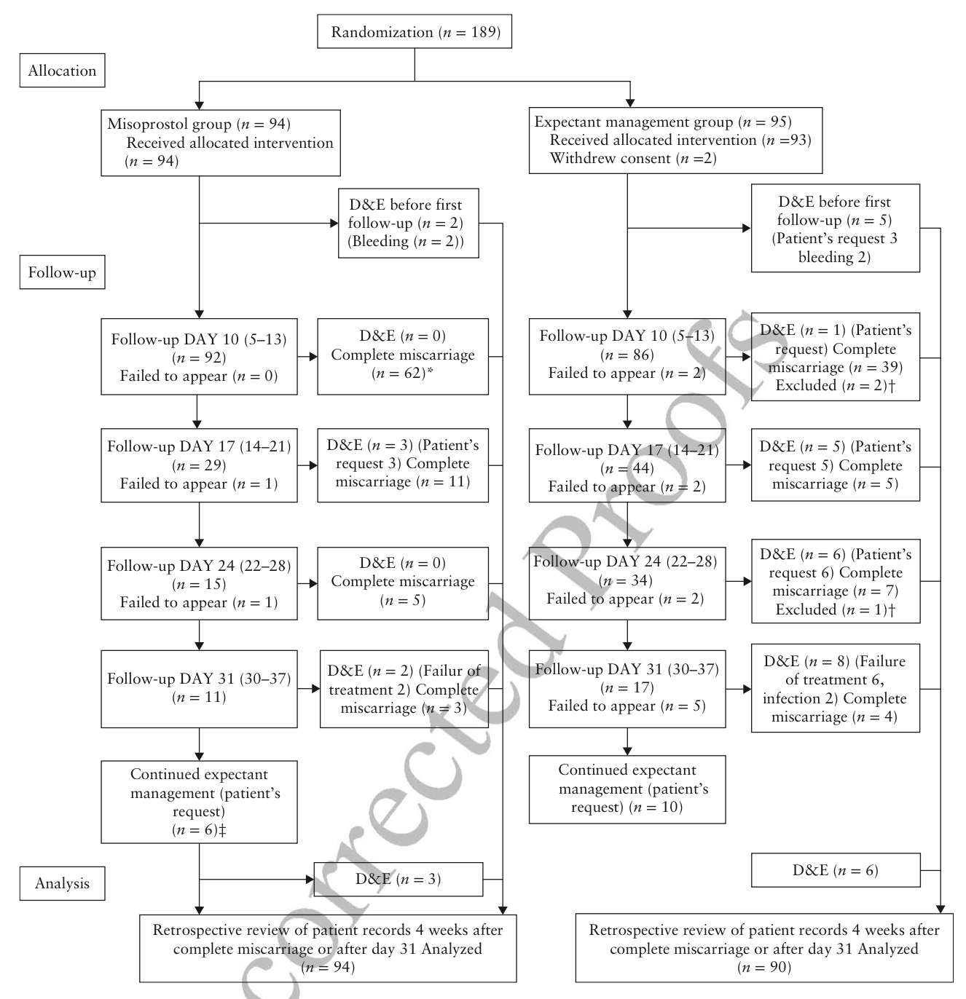 Randomization (n = 189)
Allocation
Misoprostol group (n = 94)
Received allocated intervention
(n = 94)
Expectant management group (n = 95)
Received allocated intervention (n =93)
Withdrew consent (n =2)
D&E before first
follow-up (n = 2)
(Bleeding (n = 2))
D&E before first
follow-up (n = 5)
(Patient's request 3
bleeding 2)
Follow-up
Follow-up DAY 10 (5–13)
(n = 92)
Failed to appear (n = 0)
D&E (n = 0)
Complete miscarriage
(n = 62)*
Follow-up DAY 10 (5–13)
(n = 86)
Failed to appear (n = 2)
D&E (n = 1) (Patient's
request) Complete
miscarriage (n = 39)
Excluded (n = 2)†
Follow-up DAY 17 (14–21)
(n = 29)
Failed to appear (n = 1)
D&E (n = 3) (Patient's
request 3) Complete
miscarriage (n = 11)
Follow-up DAY 17 (14–21)
(n = 44)
Failed to appear (n = 2)
D&E (n = 5) (Patient's
request 5) Complete
miscarriage (n = 5)
Follow-up DAY 24 (22–28)
(n = 15)
Failed to appear (n = 1)
D&E (n = 0)
Complete miscarriage
(n = 5)
Follow-up DAY 24 (22–28)
(n = 34)
Failed to appear (n = 2)
D&E (n = 6) (Patient's
request 6) Complete
miscarriage (n = 7)
Excluded (n = 1)†
Follow-up DAY 31 (30–37)
(n = 11)
D&E (n = 2) (Failur of
treatment 2) Complete
miscarriage (n = 3)
Follow-up DAY 31 (30–37)
(n = 17)
Failed to appear (n = 5)
D&E (n = 8) (Failure
of treatment 6,
infection 2) Complete
miscarriage (n = 4)
Continued expectant
management (patient's
request)
(n = 6)‡
Continued expectant
management (patient's
request) (n = 10)
Analysis
D&E (n = 3)
D&E (n = 6)
Retrospective review of patient records 4 weeks after
complete miscarriage or after day 31 Analyzed
(n = 94)
Retrospective review of patient records 4 weeks after
complete miscarriage or after day 31 Analyzed
(n = 90)
corrected Proofs